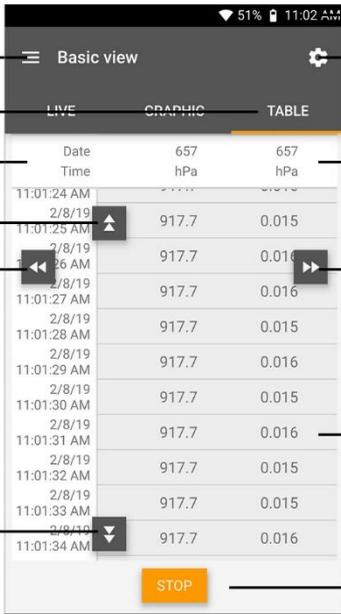 51% 11:02 AM
Basic view
LIVE GRAPHIC TABLE
Date 657 657
Time hPa hPa
11:01:24 AM
2/8/19
11:01:25 AM 917.7 0.015
2/8/19
26 AM 917.7 0.016
2/8/19
11:01:27 AM 917.7 0.016
2/8/19
11:01:28 AM 917.7 0.015
2/8/19
11:01:29 AM 917.7 0.016
2/8/19
11:01:30 AM 917.7 0.015
2/8/19
11:01:31 AM 917.7 0.016
2/8/19
11:01:32 AM 917.7 0.015
2/8/19
11:01:33 AM 917.7 0.015
2/8/19
11:01:34 AM 917.7 0.016
STOP